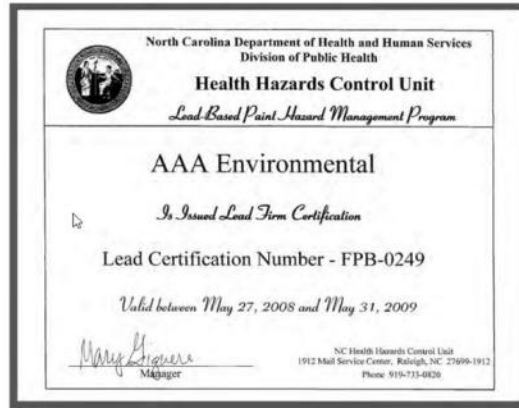 North Carolina Department of Health and Human Services
Division of Public Health
Health Hazards Control Unit
Lead-Based Paint Hazard Management Program
AAA Environmental
Is Issued Lead Firm Certification
Lead Certification Number - FPB-0249
Valid between May 27, 2008 and May 31, 2009
Mary Giguere
Manager
NC Health Hazards Control Unit
1912 Mail Service Center, Raleigh, NC 27699-1912
Phone 919-733-0820